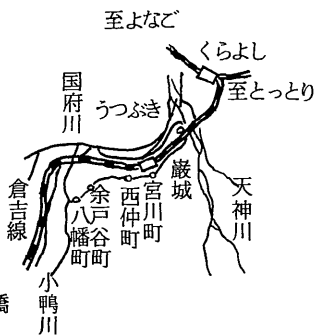 至よなご
くらよし
至とっとり
うつぶき
国府川
倉吉線
小鴨川
八幡町
余戸谷町
西仲町
宮川町
巌城
天神川
橋